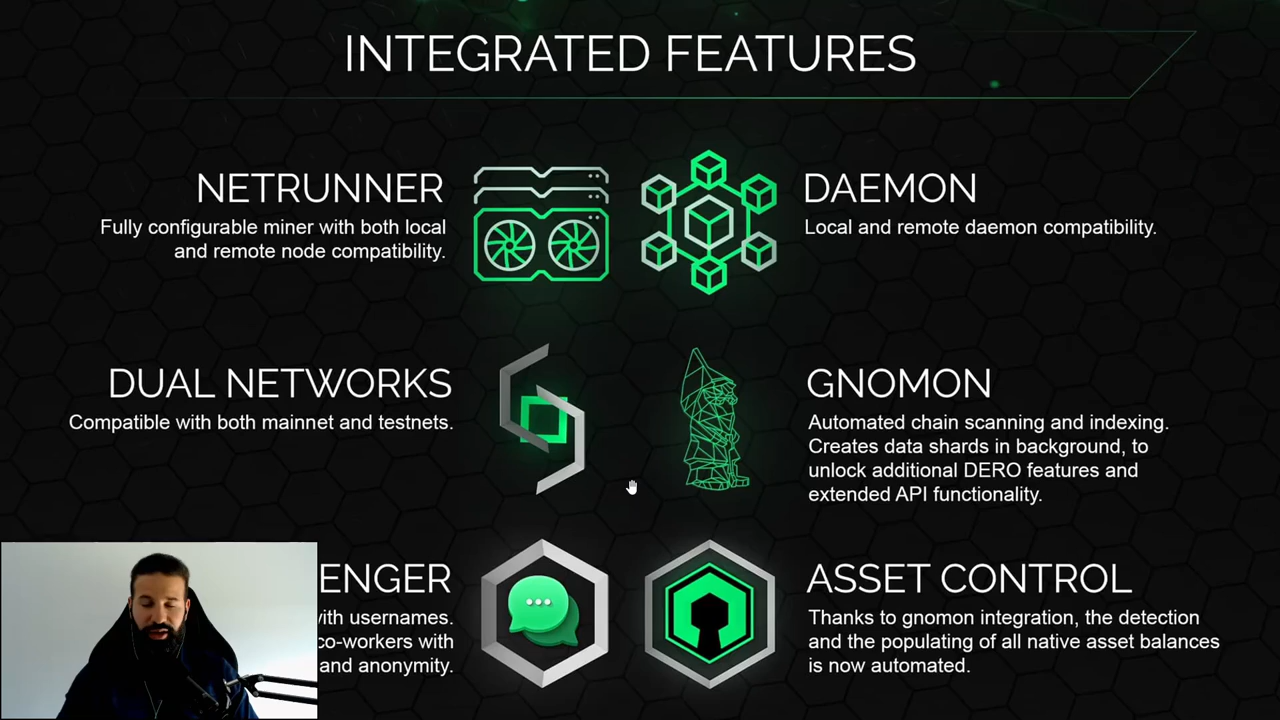 INTEGRATED FEATURES
NETRUNNER
Fully configurable miner with both local
and remote node compatibility.
DAEMON
Local and remote daemon compatibility.
DUAL NETWORKS
Compatible with both mainnet and testnets.
GNOMON
Automated chain scanning and indexing.
Creates data shards in background, to
unlock additional DERO features and
extended API functionality.
ENGER
with usernames.
co-workers with
and anonymity.
ASSET CONTROL
Thanks to gnomon integration, the detection
and the populating of all native asset balances
is now automated.